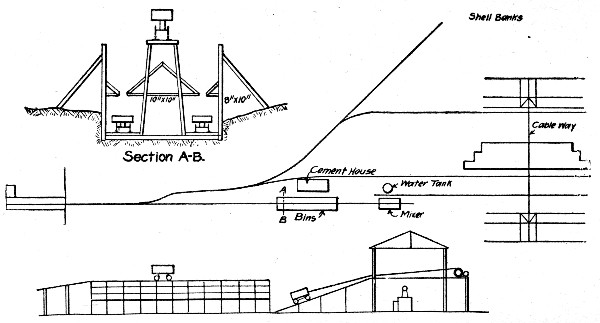 Shell Banks
10"x10"
8"x10"
Section A-B.
Cable Way
Cement House
A
Water Tank
B
Bins
Mixer